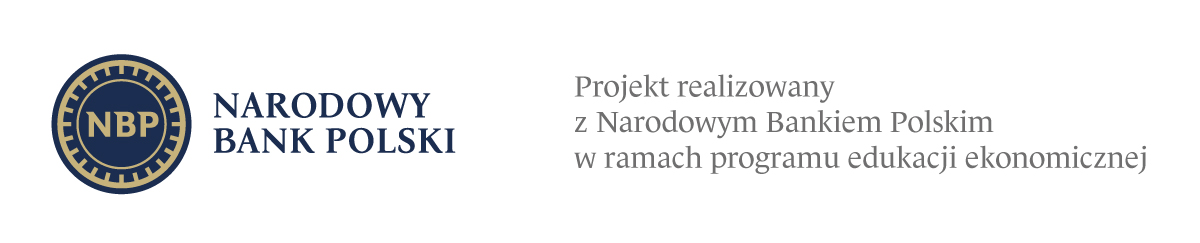 NBP
NARODOWY
BANK POLSKI
Projekt realizowany
z Narodowym Bankiem Polskim
w ramach programu edukacji ekonomicznej